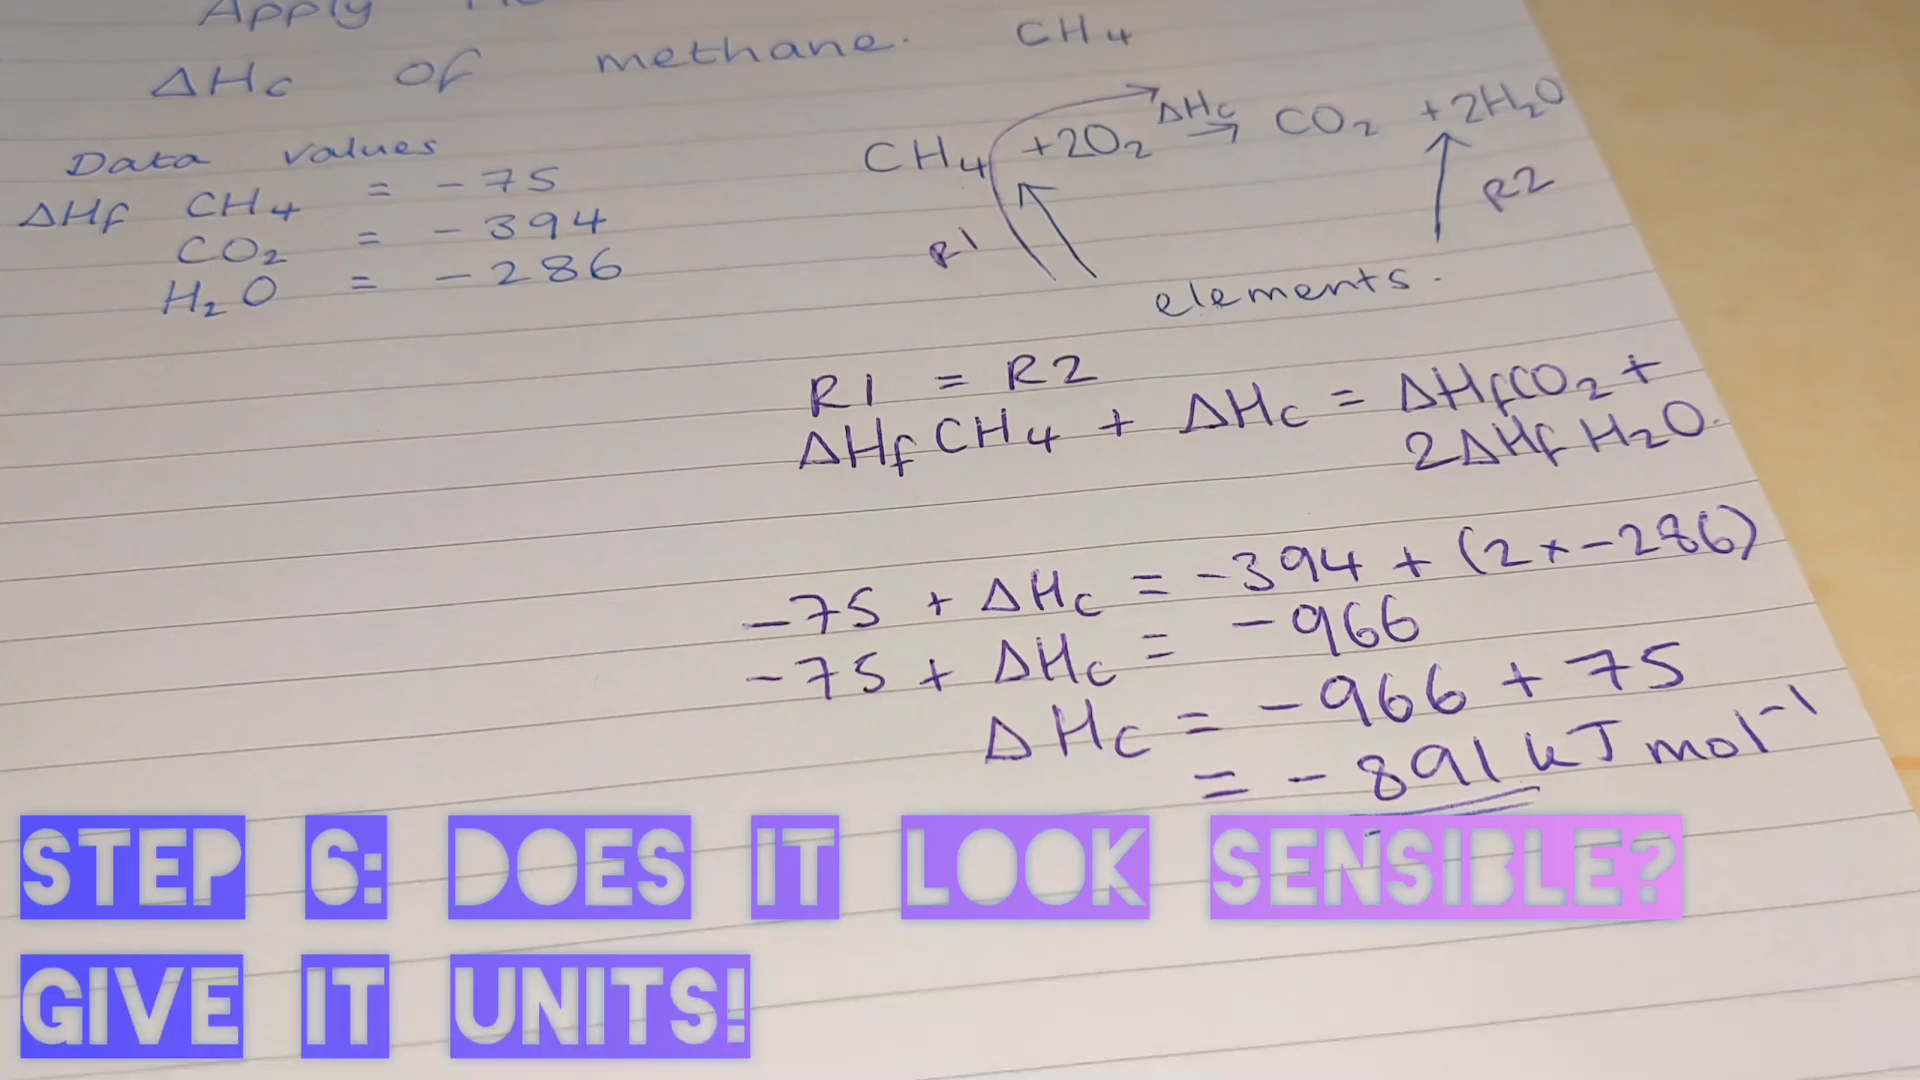 Apply
ΔHc of methane. CH₄
Data values
ΔHf CH₄ = -75
CO₂ = -394
H₂O = -286
CH₄ +2O₂ ΔHc → CO₂ +2H₂O
R1
R2
elements.
R1 = R2
ΔHf CH₄ + ΔHc = ΔHfCO₂ +
2ΔHf H₂O.
-75 + ΔHc = -394 + (2x-286)
-75 + ΔHc = -966
ΔHc = -966 + 75
= -891 kJ mol⁻¹
STEP 6: DOES IT LOOK SENSIBLE?
GIVE IT UNITS!